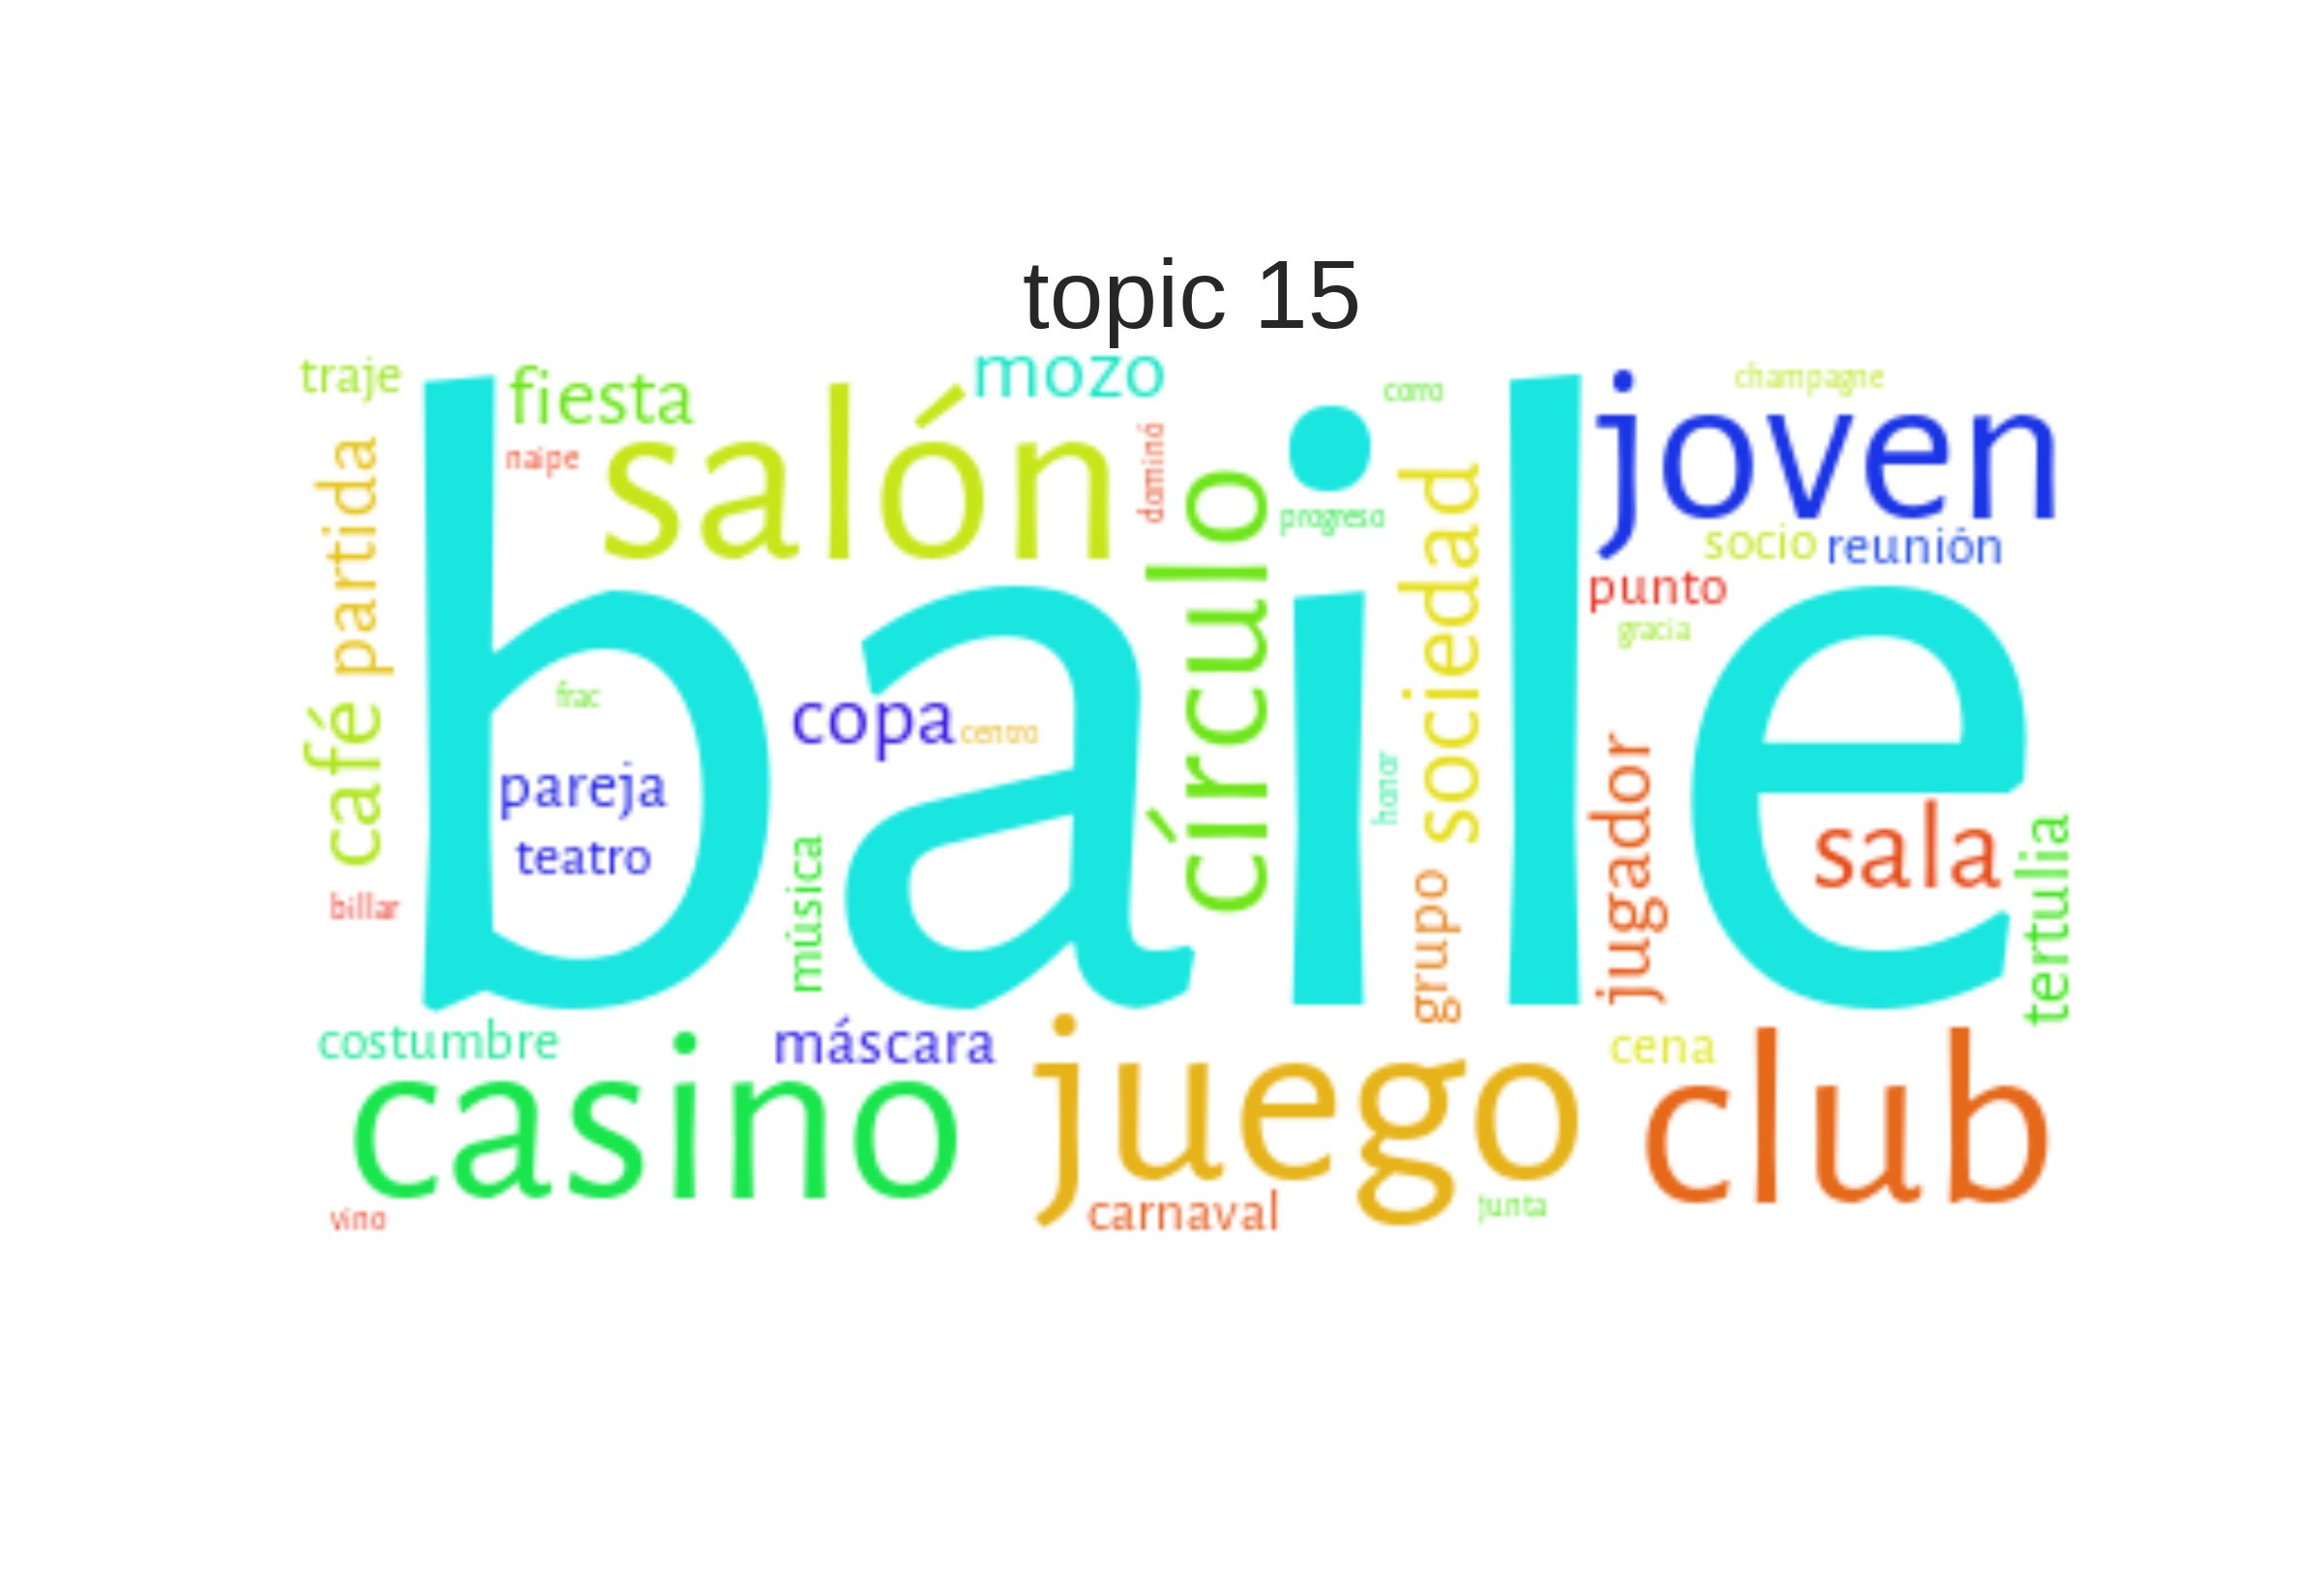 topic 15
traje
fiesta
mozo
como
champagne
joven
naipe
salón
dominó
círculo
progreso
sociedad
socio
reunión
punto
gracia
partida
baile
frac
copa
centro
café
pareja
teatro
honor
jugador
sala
tertulia
billar
música
grupo
costumbre
máscara
cena
casino
juego
club
vino
carnaval
junta